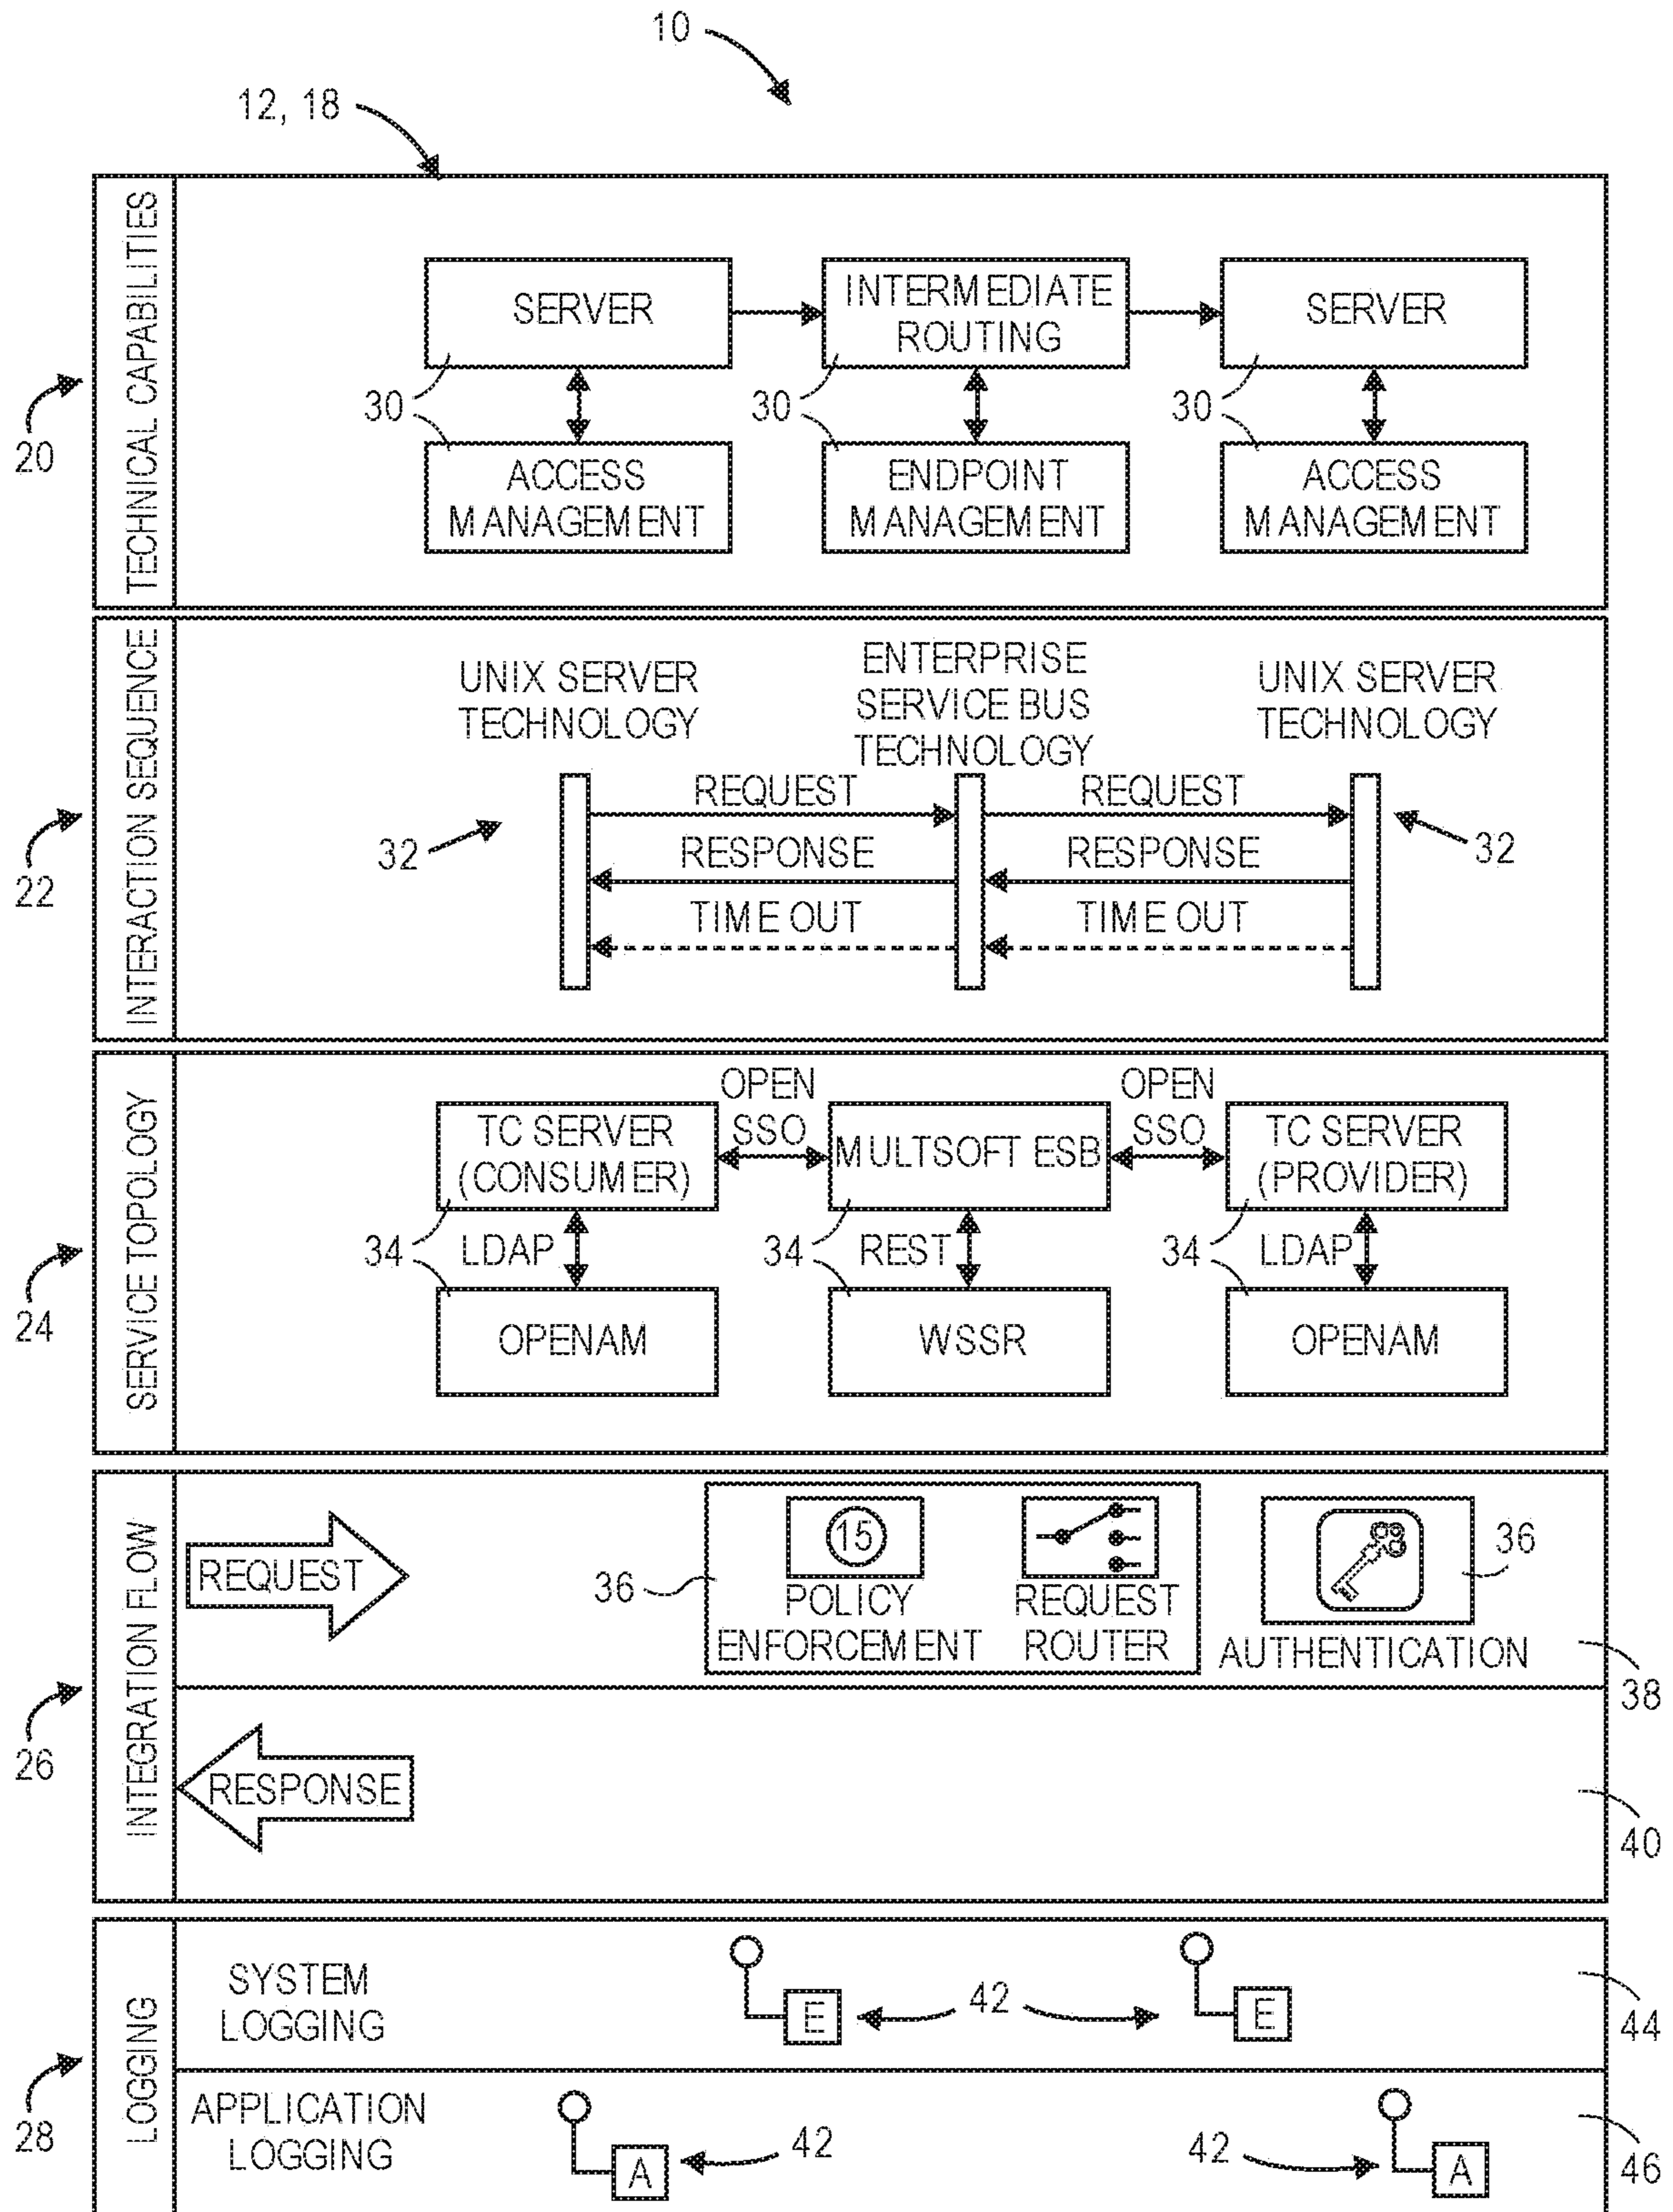 10
12, 18
TECHNICAL CAPABILITIES
20
SERVER
INTERMEDIATE
ROUTING
SERVER
30
30
30
ACCESS
MANAGEMENT
ENDPOINT
MANAGEMENT
ACCESS
MANAGEMENT
INTERACTION SEQUENCE
22
UNIX SERVER
TECHNOLOGY
ENTERPRISE
SERVICE BUS
TECHNOLOGY
UNIX SERVER
TECHNOLOGY
REQUEST
REQUEST
32
RESPONSE
RESPONSE
32
TIME OUT
TIME OUT
SERVICE TOPOLOGY
24
TC SERVER
(CONSUMER)
OPEN
SSO
MULTSOFT ESB
OPEN
SSO
TC SERVER
(PROVIDER)
34
LDAP
34
REST
34
LDAP
OPENAM
WSSR
OPENAM
INTEGRATION FLOW
26
REQUEST
36
15
POLICY
ENFORCEMENT
REQUEST
ROUTER
36
AUTHENTICATION
38
RESPONSE
40
LOGGING
28
SYSTEM
LOGGING
E
42
E
44
APPLICATION
LOGGING
A
42
42
A
46